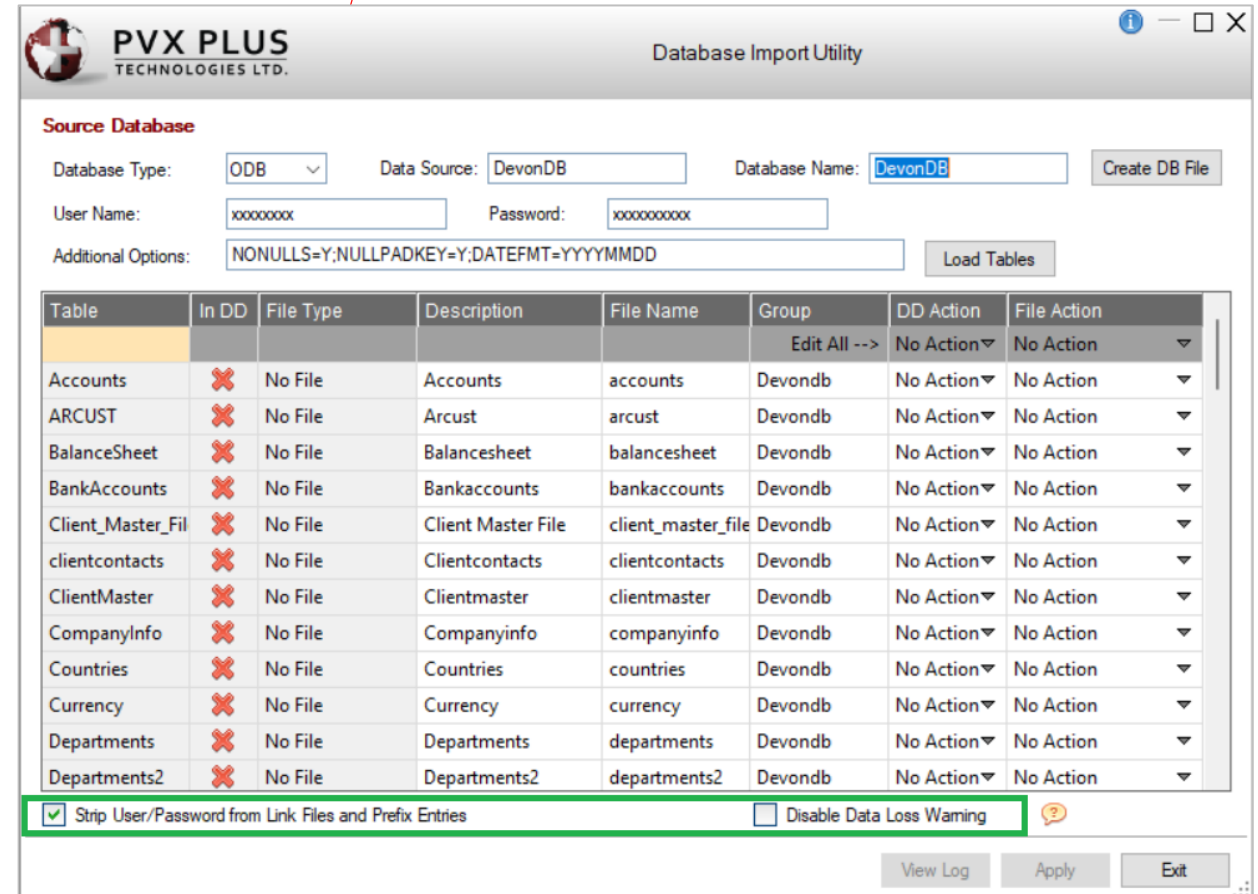 PVX PLUS
TECHNOLOGIES LTD.
Database Import Utility
Source Database
Database Type: ODB Data Source: DevonDB Database Name: DevonDB Create DB File
User Name: xxxxxxxx Password: xxxxxxxxxx
Additional Options: NONULLS=Y;NULLPADKEY=Y;DATEFMT=YYYYMMDD Load Tables
Table In DD File Type Description File Name Group DD Action File Action
Edit All --> No Action No Action
Accounts No File Accounts accounts Devondb No Action No Action
ARCUST No File Arcust arcust Devondb No Action No Action
BalanceSheet No File Balancesheet balancesheet Devondb No Action No Action
BankAccounts No File Bankaccounts bankaccounts Devondb No Action No Action
Client_Master_Fil No File Client Master File client_master_file Devondb No Action No Action
clientcontacts No File Clientcontacts clientcontacts Devondb No Action No Action
ClientMaster No File Clientmaster clientmaster Devondb No Action No Action
CompanyInfo No File Companyinfo companyinfo Devondb No Action No Action
Countries No File Countries countries Devondb No Action No Action
Currency No File Currency currency Devondb No Action No Action
Departments No File Departments departments Devondb No Action No Action
Departments2 No File Departments2 departments2 Devondb No Action No Action
Strip User/Password from Link Files and Prefix Entries Disable Data Loss Warning ?
View Log Apply Exit